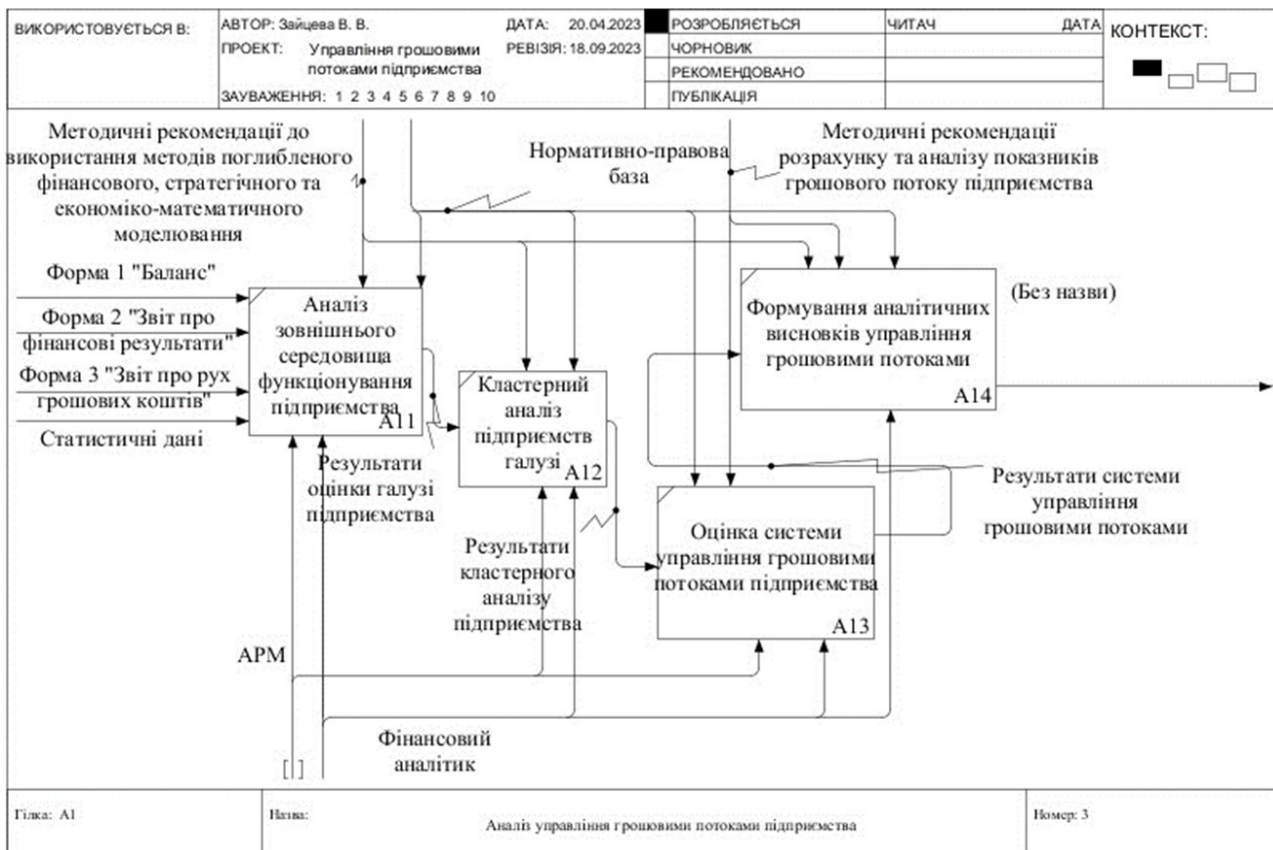 ВИКОРИСТОВУЄТЬСЯ В:
АВТОР: Зайцева В. В.
ДАТА: 20.04.2023
ПРОЕКТ: Управління грошовими
потоками підприємства
РЕВІЗІЯ: 18.09.2023
ЗАУВАЖЕННЯ: 1 2 3 4 5 6 7 8 9 10
РОЗРОБЛЯЄТЬСЯ
ЧОРНОВИК
РЕКОМЕНДОВАНО
ПУБЛІКАЦІЯ
ЧИТАЧ
ДАТА
КОНТЕКСТ:
Методичні рекомендації до
використання методів поглибленого
фінансового, стратегічного та
економіко-математичного
моделювання
Нормативно-правова
база
Методичні рекомендації
розрахунку та аналізу показників
грошового потоку підприємства
Форма 1 "Баланс"
Форма 2 "Звіт про
фінансові результати"
Форма 3 "Звіт про рух
грошових коштів"
Статистичні дані
Аналіз
зовнішнього
середовища
функціонування
підприємства
A11
Результати
оцінки галузі
підприємства
Кластерний
аналіз
підприємств
галузі
A12
Результати
кластерного
аналізу
підприємства
Оцінка системи
управління грошовими
потоками підприємства
A13
Формування аналітичних
висновків управління
грошовими потоками
A14
(Без назви)
Результати системи
управління
грошовими потоками
АРМ
Фінансовий
аналітик
[ ]
Гілка: A1
Назва:
Аналіз управління грошовими потоками підприємства
Номер: 3